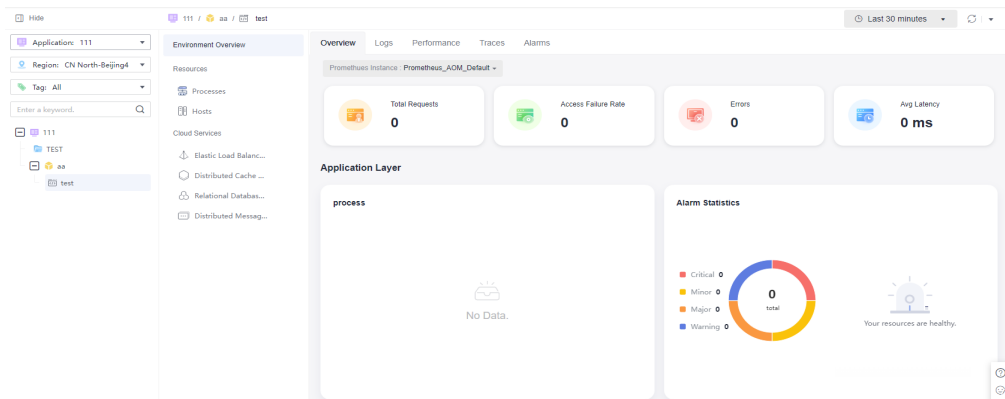 Hide
Application: 111
Region: CN North-Beijing4
Tag: All
Enter a keyword.
111
TEST
aa
test
111 / aa / test
Last 30 minutes
Environment Overview
Resources
Processes
Hosts
Cloud Services
Elastic Load Balanc...
Distributed Cache ...
Relational Databas...
Distributed Messag...
Overview Logs Performance Traces Alarms
Promethues Instance : Prometheus_AOM_Default
Total Requests
0
Access Failure Rate
0
Errors
0
Avg Latency
0 ms
Application Layer
process
No Data.
Alarm Statistics
Critical 0
Minor 0
Major 0
Warning 0
0
total
Your resources are healthy.